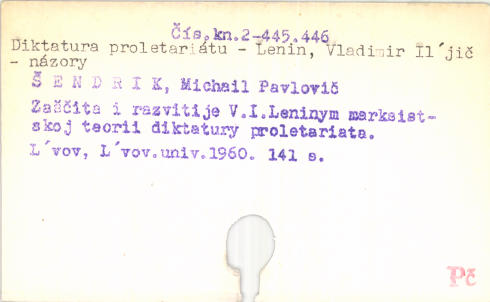 Čís.kn.2-445.446
Diktatura proletariátu - Lenin, Vladimir Il´jič
- názory
Š E N D R I K, Michail Pavlovič
Zaščita i razvitije V.I.Leninym marksist-
skoj teorii diktatury proletariata.
L´vov, L´vov.univ.1960. 141 s.
Pč